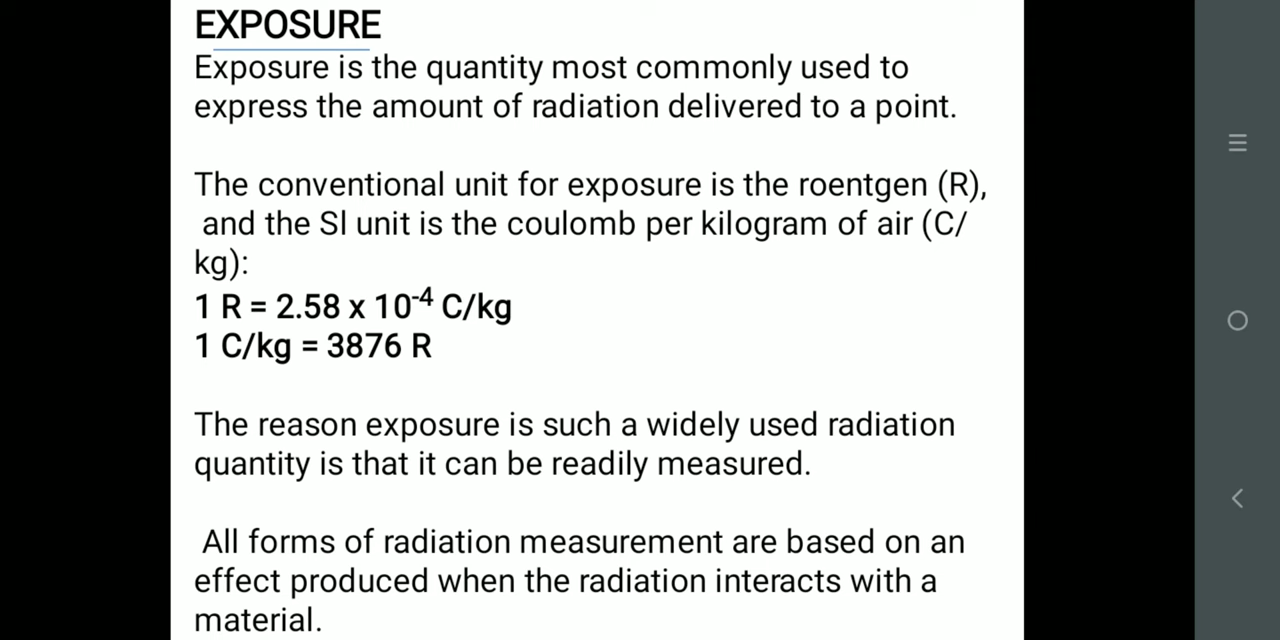 EXPOSURE
Exposure is the quantity most commonly used to
express the amount of radiation delivered to a point.
The conventional unit for exposure is the roentgen (R),
and the Sl unit is the coulomb per kilogram of air (C/
kg):
1 R = 2.58 x 10⁻⁴ C/kg
1 C/kg = 3876 R
The reason exposure is such a widely used radiation
quantity is that it can be readily measured.
All forms of radiation measurement are based on an
effect produced when the radiation interacts with a
material.